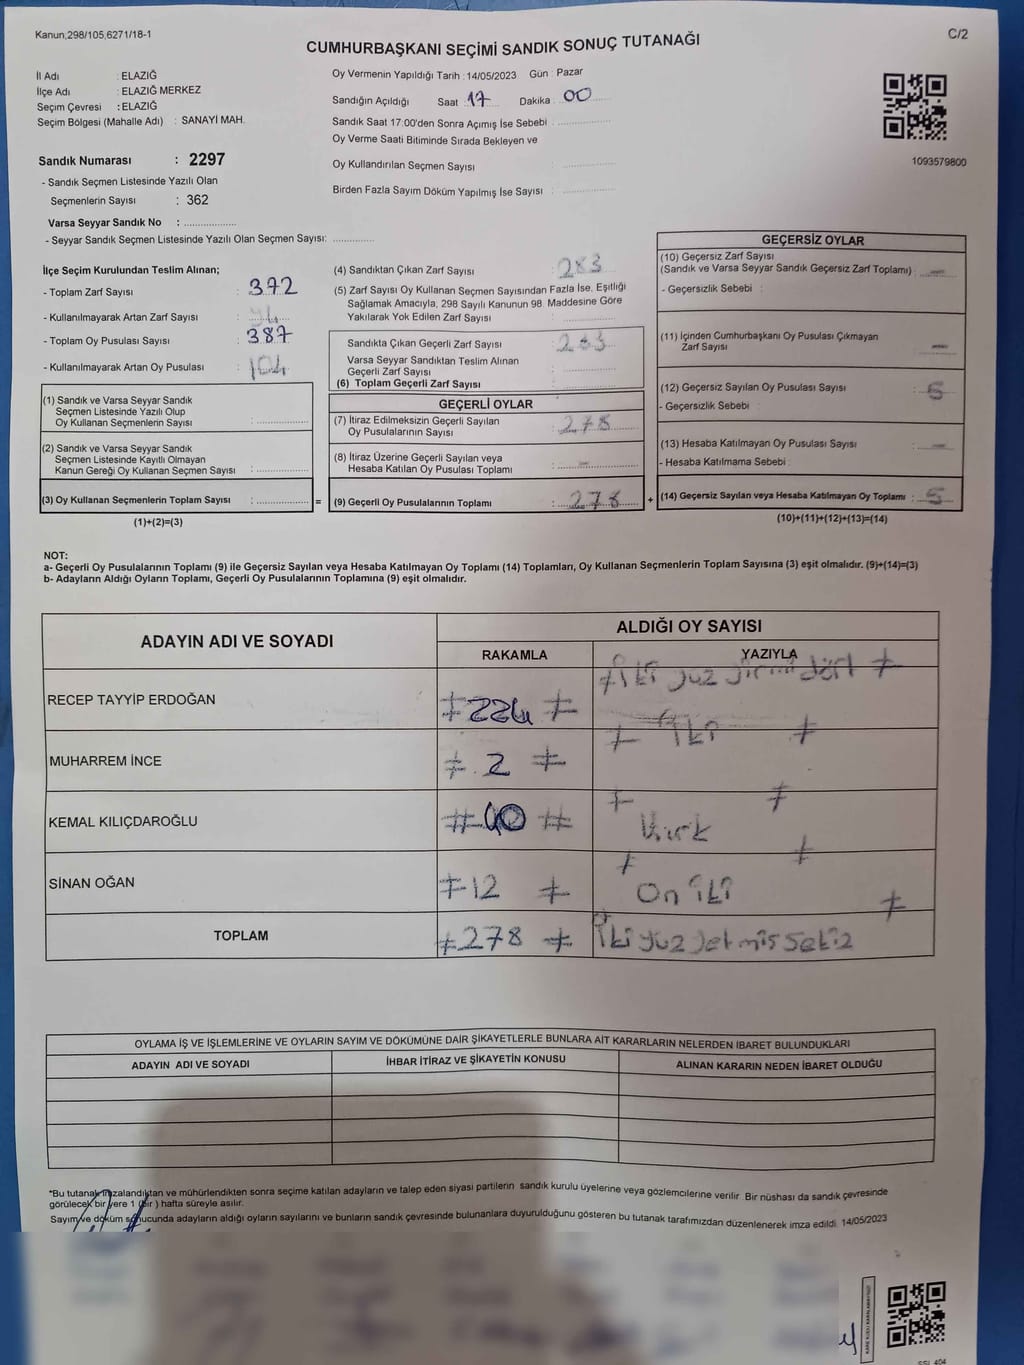 Kanun,298/105,6271/18-1
C/2
CUMHURBAŞKANI SEÇİMİ SANDIK SONUÇ TUTANAĞI
İl Adı : ELAZIĞ
İlçe Adı : ELAZIĞ MERKEZ
Seçim Çevresi : ELAZIĞ
Seçim Bölgesi (Mahalle Adı) : SANAYİ MAH.
Sandık Numarası : 2297
- Sandık Seçmen Listesinde Yazılı Olan
Seçmenlerin Sayısı : 362
Varsa Seyyar Sandık No :
- Seyyar Sandık Seçmen Listesinde Yazılı Olan Seçmen Sayısı:
Oy Vermenin Yapıldığı Tarih : 14/05/2023 Gün : Pazar
Sandığın Açıldığı Saat 17 Dakika 00
Sandık Saat 17:00'den Sonra Açımış İse Sebebi :
Oy Verme Saati Bitiminde Sırada Bekleyen ve
Oy Kullandırılan Seçmen Sayısı :
Birden Fazla Sayım Döküm Yapılmış İse Sayısı :
1093579800
İlçe Seçim Kurulundan Teslim Alınan;
- Toplam Zarf Sayısı : 372
- Kullanılmayarak Artan Zarf Sayısı :
- Toplam Oy Pusulası Sayısı : 387
- Kullanılmayarak Artan Oy Pusulası : 104
(1) Sandık ve Varsa Seyyar Sandık
Seçmen Listesinde Yazılı Olup
Oy Kullanan Seçmenlerin Sayısı :
(2) Sandık ve Varsa Seyyar Sandık
Seçmen Listesinde Kayıtlı Olmayan
Kanun Gereği Oy Kullanan Seçmen Sayısı :
(3) Oy Kullanan Seçmenlerin Toplam Sayısı : =
(1)+(2)=(3)
(4) Sandıktan Çıkan Zarf Sayısı : 283
(5) Zarf Sayısı Oy Kullanan Seçmen Sayısından Fazla İse, Eşitliği
Sağlamak Amacıyla, 298 Sayılı Kanunun 98. Maddesine Göre
Yakılarak Yok Edilen Zarf Sayısı :
Sandıkta Çıkan Geçerli Zarf Sayısı : 283
Varsa Seyyar Sandıktan Teslim Alınan
Geçerli Zarf Sayısı :
(6) Toplam Geçerli Zarf Sayısı :
GEÇERLİ OYLAR
(7) İtiraz Edilmeksizin Geçerli Sayılan
Oy Pusulalarının Sayısı : 278
(8) İtiraz Üzerine Geçerli Sayılan veya
Hesaba Katılan Oy Pusulası Toplamı : —
(9) Geçerli Oy Pusulalarının Toplamı : 278 +
GEÇERSİZ OYLAR
(10) Geçersiz Zarf Sayısı
(Sandık ve Varsa Seyyar Sandık Geçersiz Zarf Toplamı) : —
- Geçersizlik Sebebi :
(11) İçinden Cumhurbaşkanı Oy Pusulası Çıkmayan
Zarf Sayısı : —
(12) Geçersiz Sayılan Oy Pusulası Sayısı : 5
- Geçersizlik Sebebi :
(13) Hesaba Katılmayan Oy Pusulası Sayısı : —
- Hesaba Katılmama Sebebi :
(14) Geçersiz Sayılan veya Hesaba Katılmayan Oy Toplamı : 5
(10)+(11)+(12)+(13)=(14)
NOT:
a- Geçerli Oy Pusulalarının Toplamı (9) ile Geçersiz Sayılan veya Hesaba Katılmayan Oy Toplamı (14) Toplamları, Oy Kullanan Seçmenlerin Toplam Sayısına (3) eşit olmalıdır. (9)+(14)=(3)
b- Adayların Aldığı Oyların Toplamı, Geçerli Oy Pusulalarının Toplamına (9) eşit olmalıdır.
ADAYIN ADI VE SOYADI
ALDIĞI OY SAYISI
RAKAMLA YAZIYLA
RECEP TAYYİP ERDOĞAN ≠ 224 ≠ ≠ İki yüz yirmi dört ≠
MUHARREM İNCE ≠ 2 ≠ ≠ İki ≠
KEMAL KILIÇDAROĞLU # 40 # ≠ kırk ≠
SİNAN OĞAN ≠ 12 ≠ ≠ On iki ≠
TOPLAM ≠ 278 ≠ İki yüz yetmiş sekiz ≠
OYLAMA İŞ VE İŞLEMLERİNE VE OYLARIN SAYIM VE DÖKÜMÜNE DAİR ŞİKAYETLERLE BUNLARA AİT KARARLARIN NELERDEN İBARET BULUNDUKLARI
ADAYIN ADI VE SOYADI İHBAR İTİRAZ VE ŞİKAYETİN KONUSU ALINAN KARARIN NEDEN İBARET OLDUĞU
*Bu tutanak imzalandıktan ve mühürlendikten sonra seçime katılan adayların ve talep eden siyasi partilerin sandık kurulu üyelerine veya gözlemcilerine verilir. Bir nüshası da sandık çevresinde
görülecek bir yere 1 (bir) hafta süreyle asılır.
Sayım ve döküm sonucunda adayların aldığı oyların sayılarını ve bunların sandık çevresinde bulunanlara duyurulduğunu gösteren bu tutanak tarafımızdan düzenlenerek imza edildi. 14/05/2023